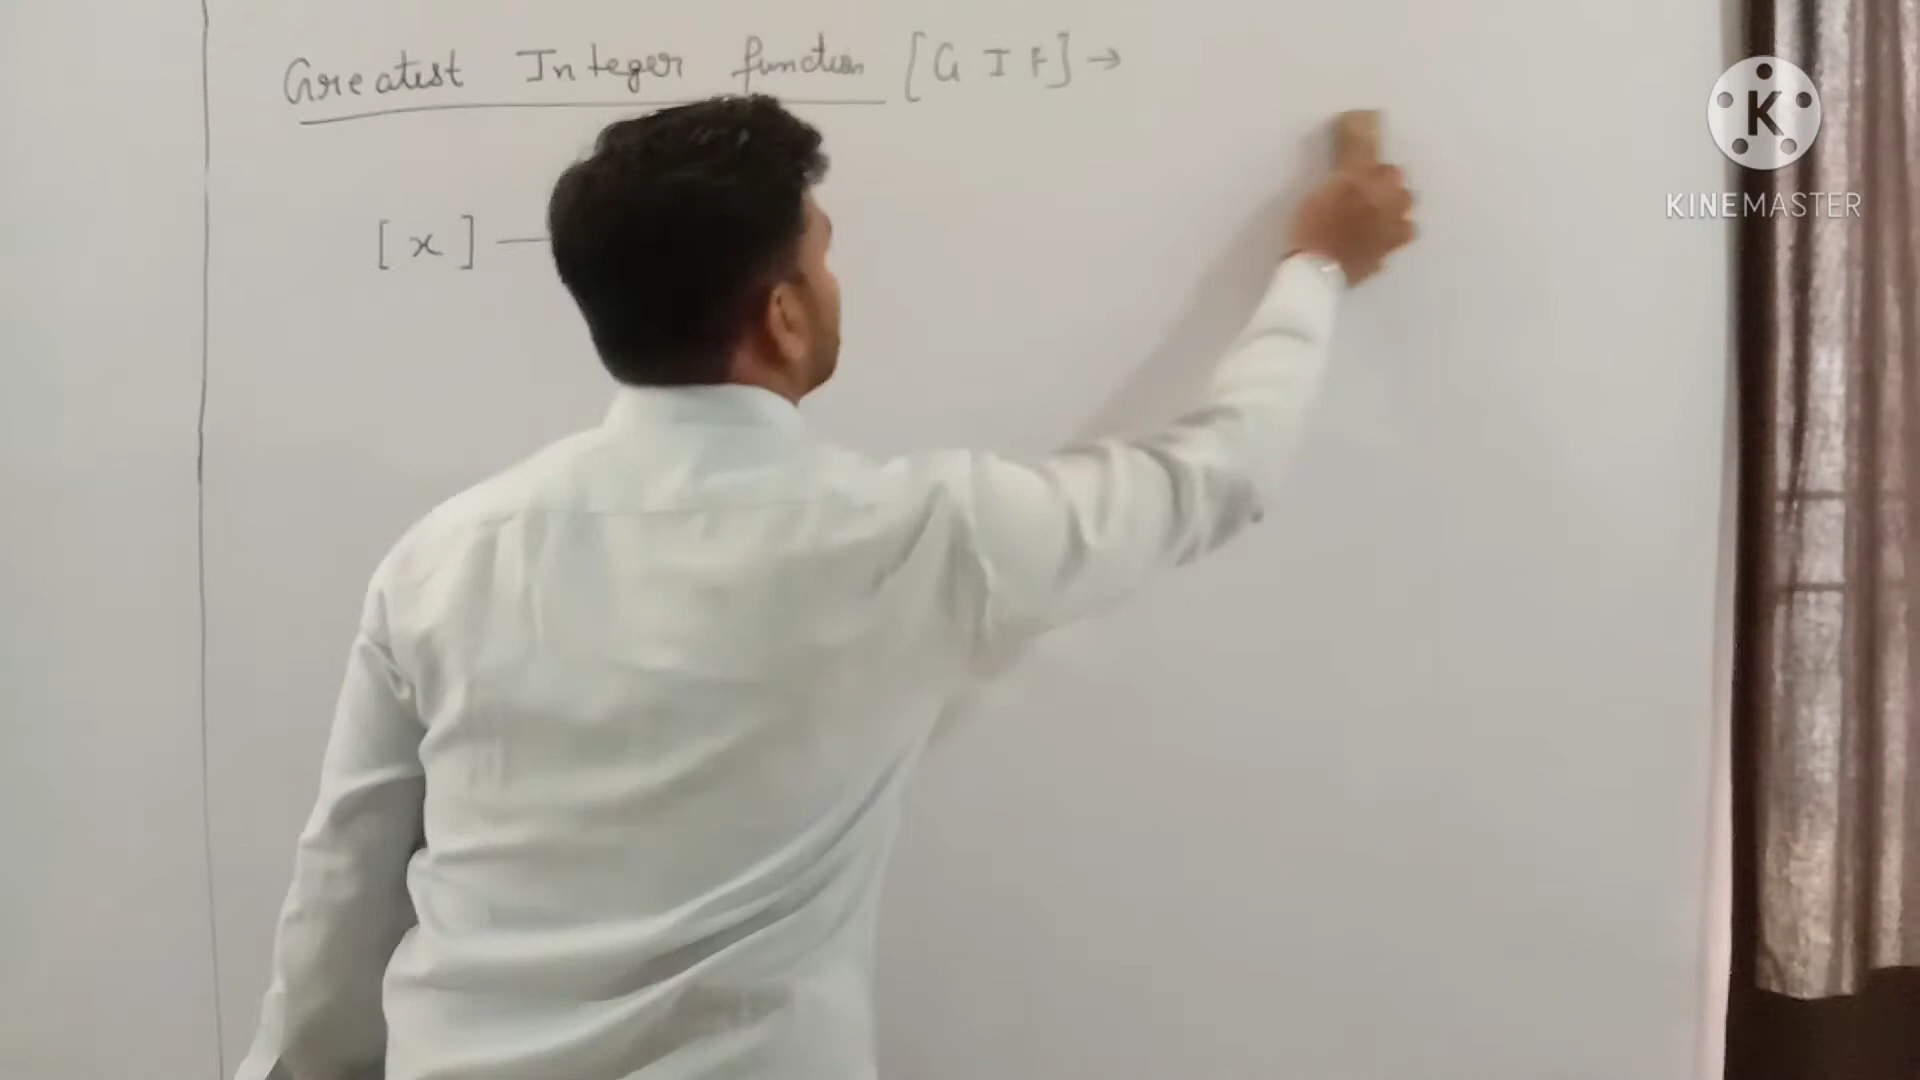 Greatest Integer function [G I F] →
[x] —
K
KINEMASTER